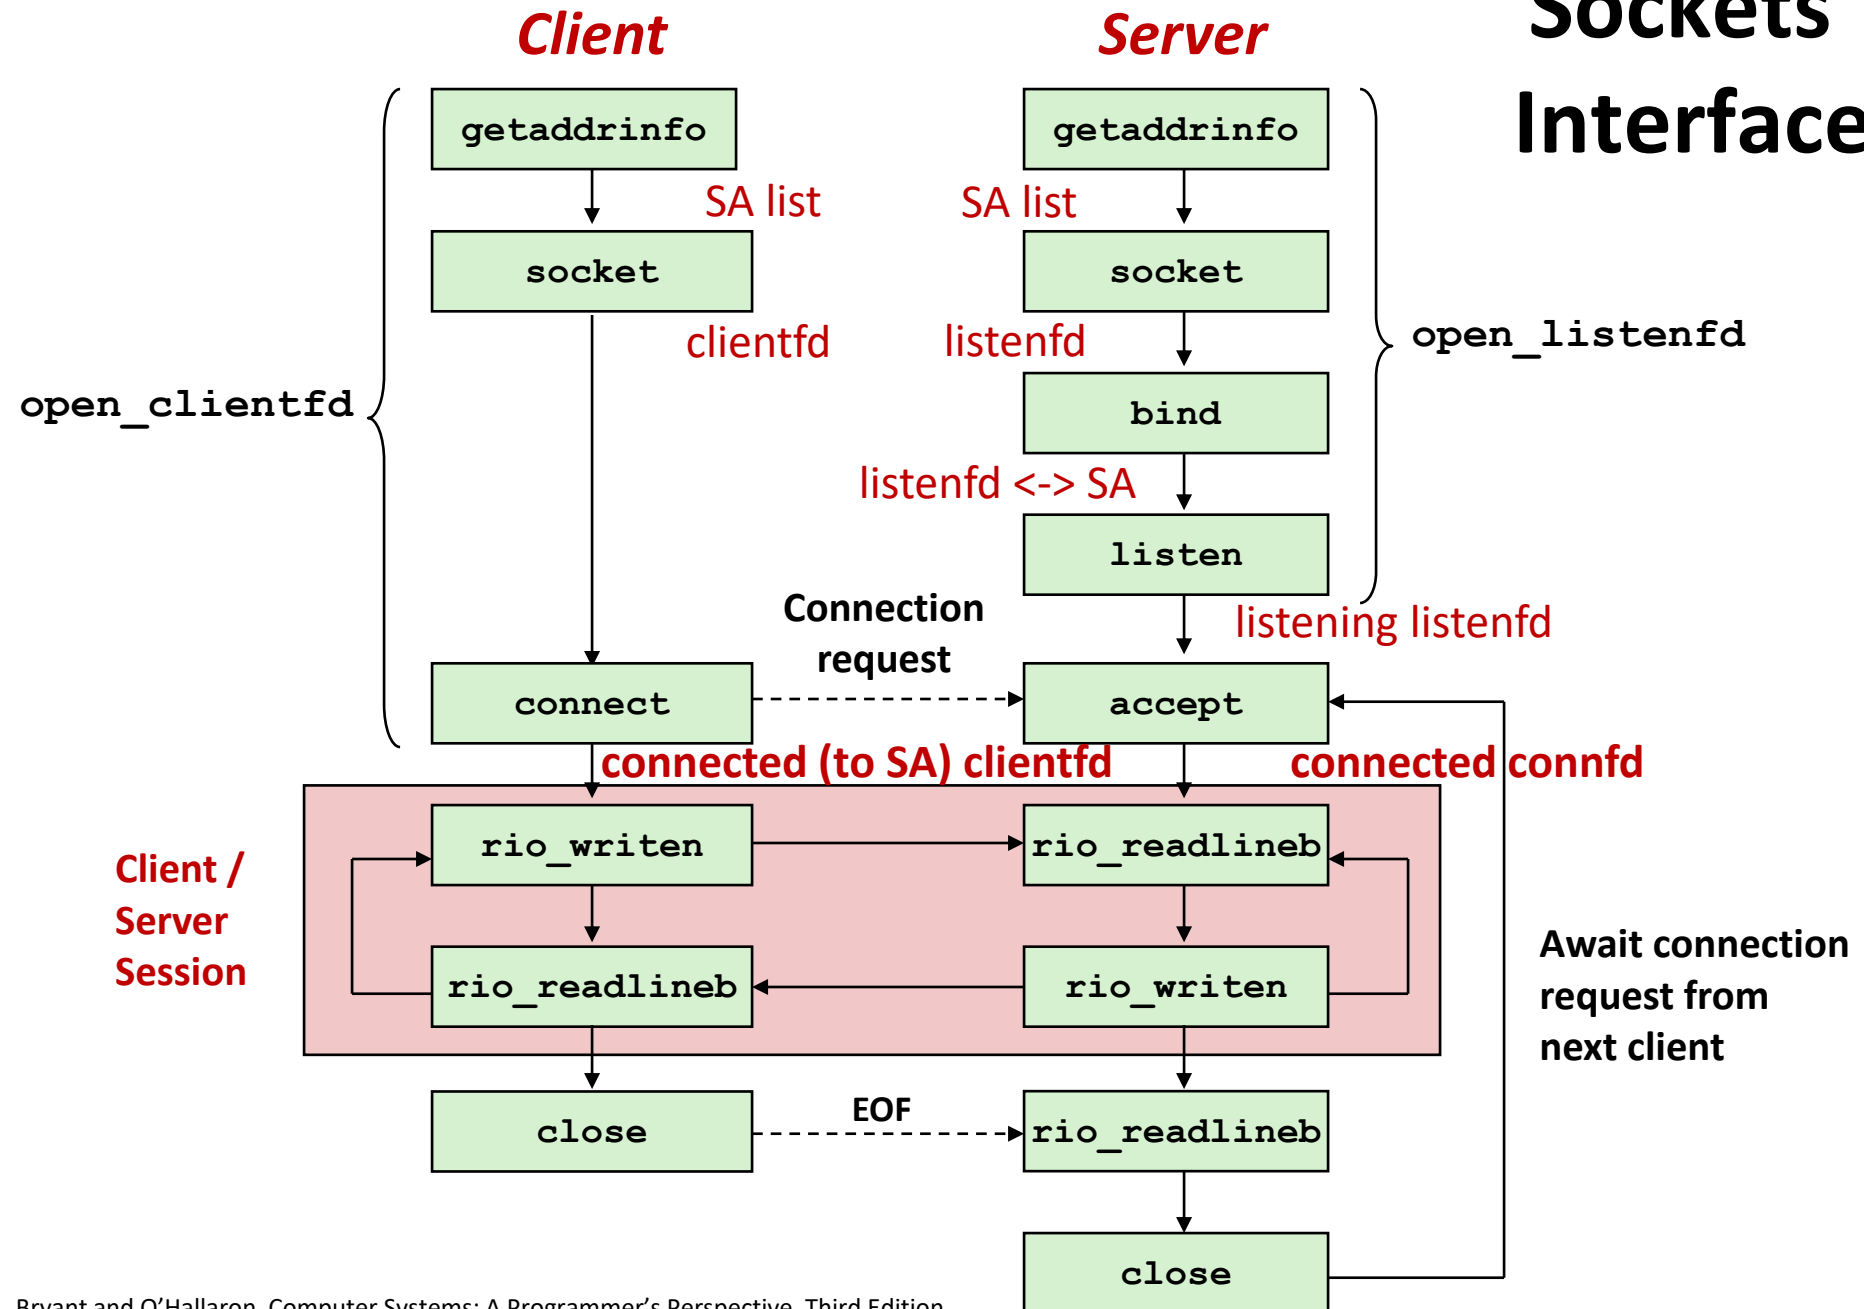 Client
Server
Sockets
Interface
getaddrinfo
getaddrinfo
SA list
SA list
socket
socket
clientfd
listenfd
open_listenfd
open_clientfd
bind
listenfd <-> SA
listen
Connection
request
listening listenfd
connect
accept
connected (to SA) clientfd
connected connfd
Client /
Server
Session
rio_writen
rio_readlineb
rio_readlineb
rio_writen
Await connection
request from
next client
close
EOF
rio_readlineb
close
Bryant and O'Hallaron, Computer Systems: A Programmer's Perspective, Third Edition